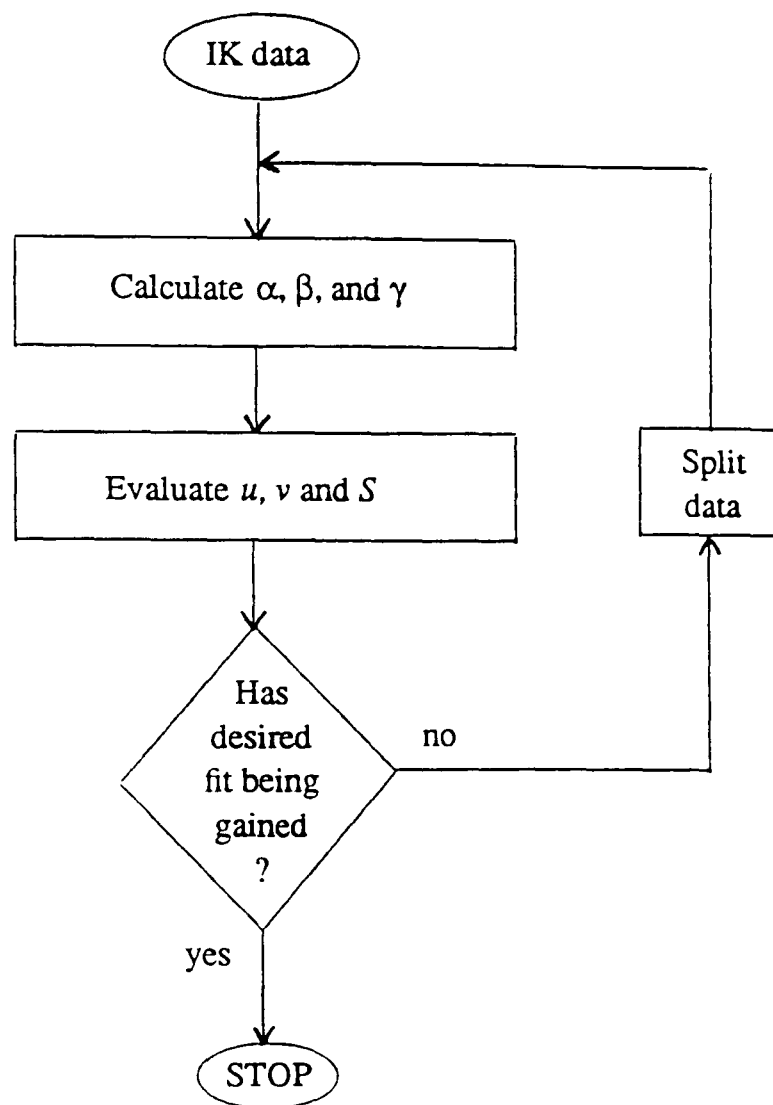 IK data
Calculate α, β, and γ
Evaluate u, v and S
Split
data
Has
desired
fit being
gained
?
no
yes
STOP